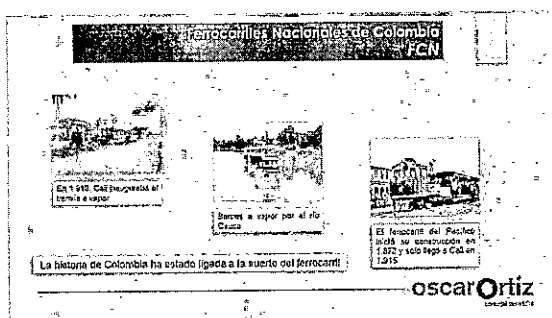 Ferrocarriles Nacionales de Colombia
FCN
En 1.910, Cali inauguraba el
tranvía a vapor
Barcos a vapor por el río
Cauca
El ferrocarril del Pacífico
inició su construcción en
1.872 y solo llegó a Cali en
1.915
La historia de Colombia ha estado ligada a la suerte del ferrocarril
oscarOrtiz